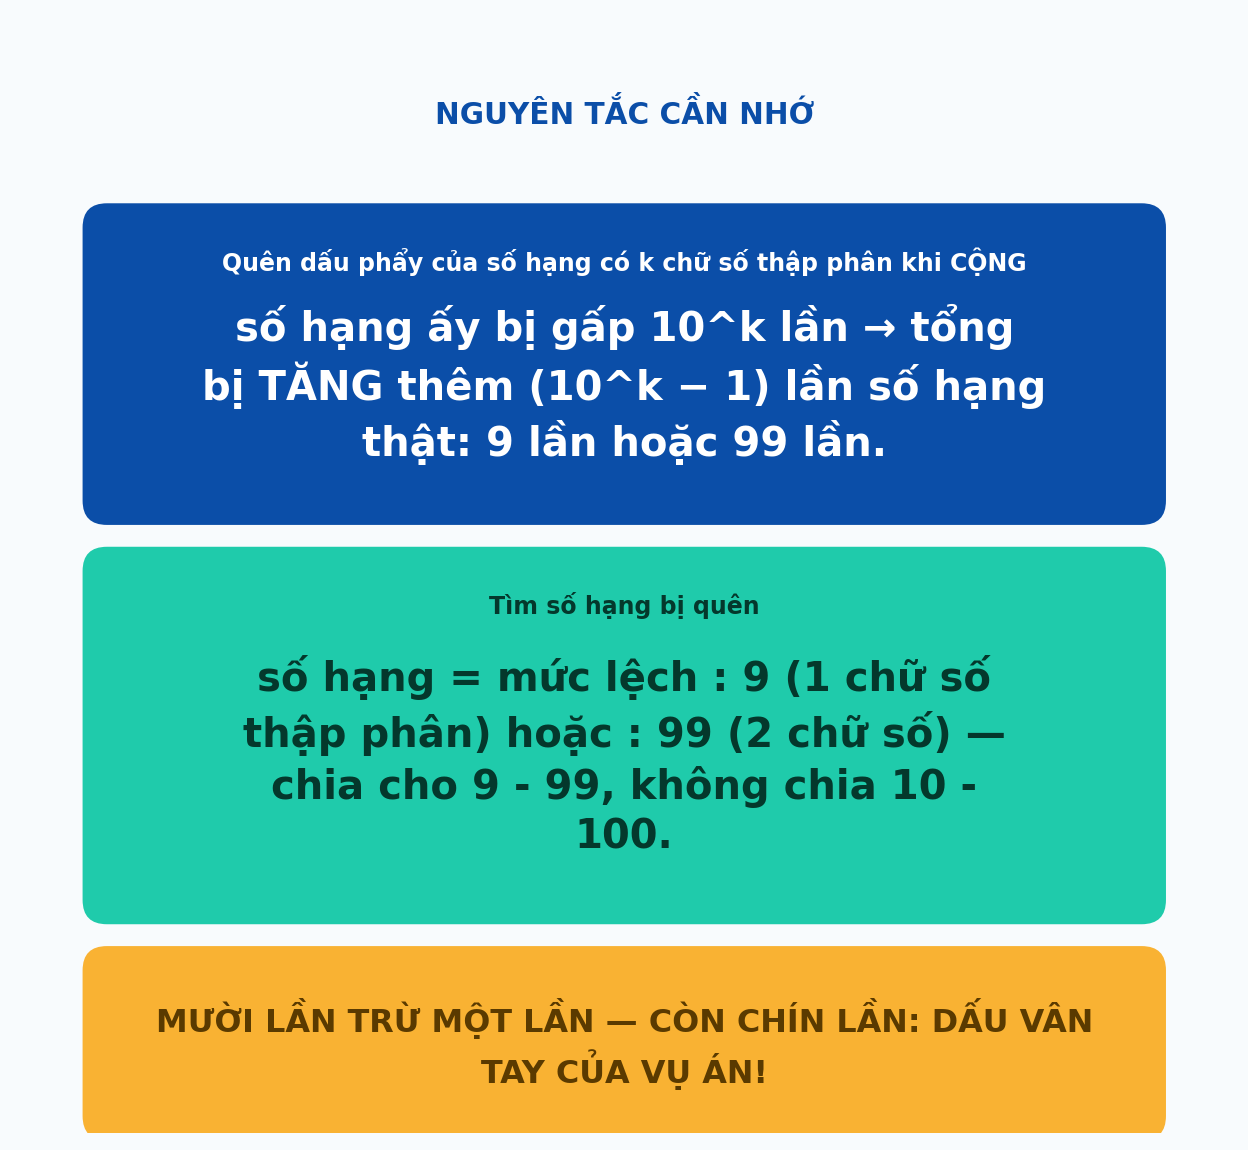 NGUYÊN TẮC CẦN NHỚ
Quên dấu phẩy của số hạng có k chữ số thập phân khi CỘNG
số hạng ấy bị gấp 10^k lần → tổng
bị TĂNG thêm (10^k − 1) lần số hạng
thật: 9 lần hoặc 99 lần.
Tìm số hạng bị quên
số hạng = mức lệch : 9 (1 chữ số
thập phân) hoặc : 99 (2 chữ số) —
chia cho 9 - 99, không chia 10 -
100.
MƯỜI LẦN TRỪ MỘT LẦN — CÒN CHÍN LẦN: DẤU VÂN
TAY CỦA VỤ ÁN!